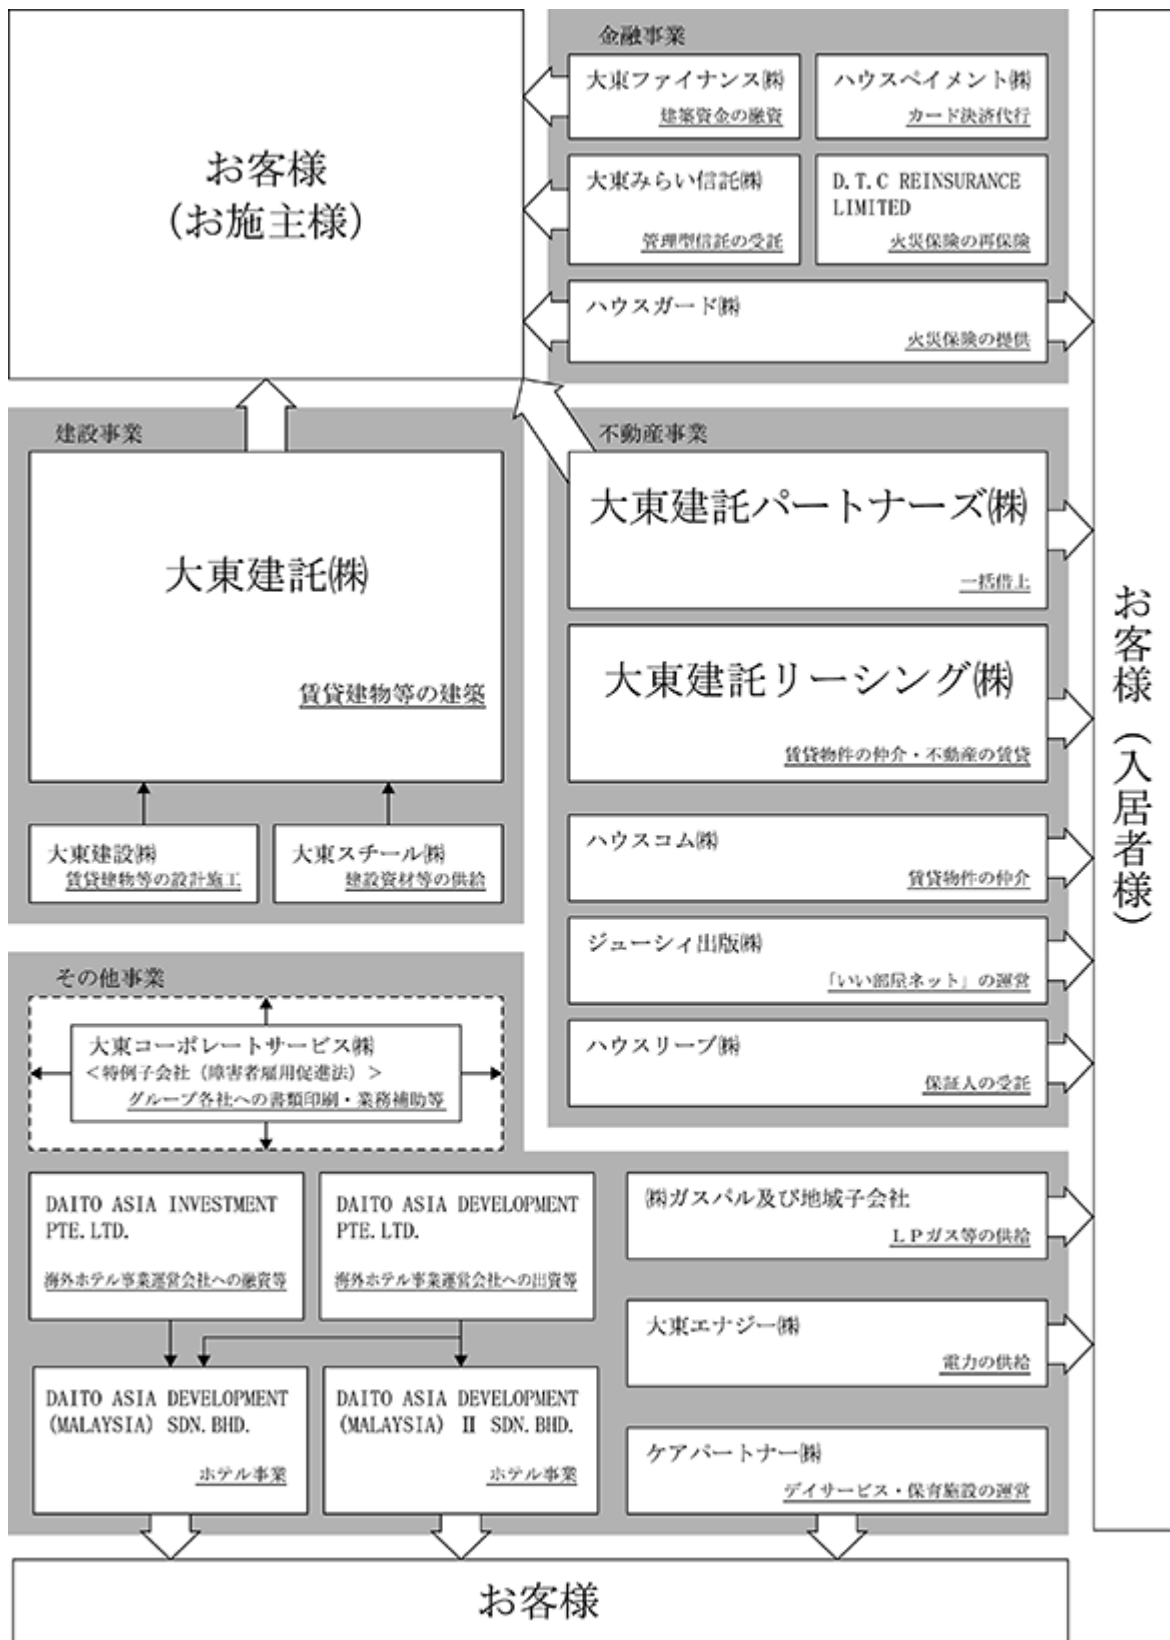 お客様
(お施主様)
金融事業
大東ファイナンス㈱
建築資金の融資
ハウスペイメント㈱
カード決済代行
大東みらい信託㈱
管理型信託の受託
D.T.C REINSURANCE
LIMITED
火災保険の再保険
ハウスガード㈱
火災保険の提供
建設事業
大東建託㈱
賃貸建物等の建築
大東建設㈱
賃貸建物等の設計施工
大東スチール㈱
建設資材等の供給
不動産事業
大東建託パートナーズ㈱
一括借上
大東建託リーシング㈱
賃貸物件の仲介・不動産の賃貸
ハウスコム㈱
賃貸物件の仲介
ジューシィ出版㈱
「いい部屋ネット」の運営
ハウスリーブ㈱
保証人の受託
お客様(入居者様)
その他事業
大東コーポレートサービス㈱
<特例子会社(障害者雇用促進法)>
グループ各社への書類印刷・業務補助等
DAITO ASIA INVESTMENT
PTE.LTD.
海外ホテル事業運営会社への融資等
DAITO ASIA DEVELOPMENT
PTE.LTD.
海外ホテル事業運営会社への出資等
DAITO ASIA DEVELOPMENT
(MALAYSIA) SDN.BHD.
ホテル事業
DAITO ASIA DEVELOPMENT
(MALAYSIA) Ⅱ SDN.BHD.
ホテル事業
㈱ガスパル及び地域子会社
LPガス等の供給
大東エナジー㈱
電力の供給
ケアパートナー㈱
デイサービス・保育施設の運営
お客様